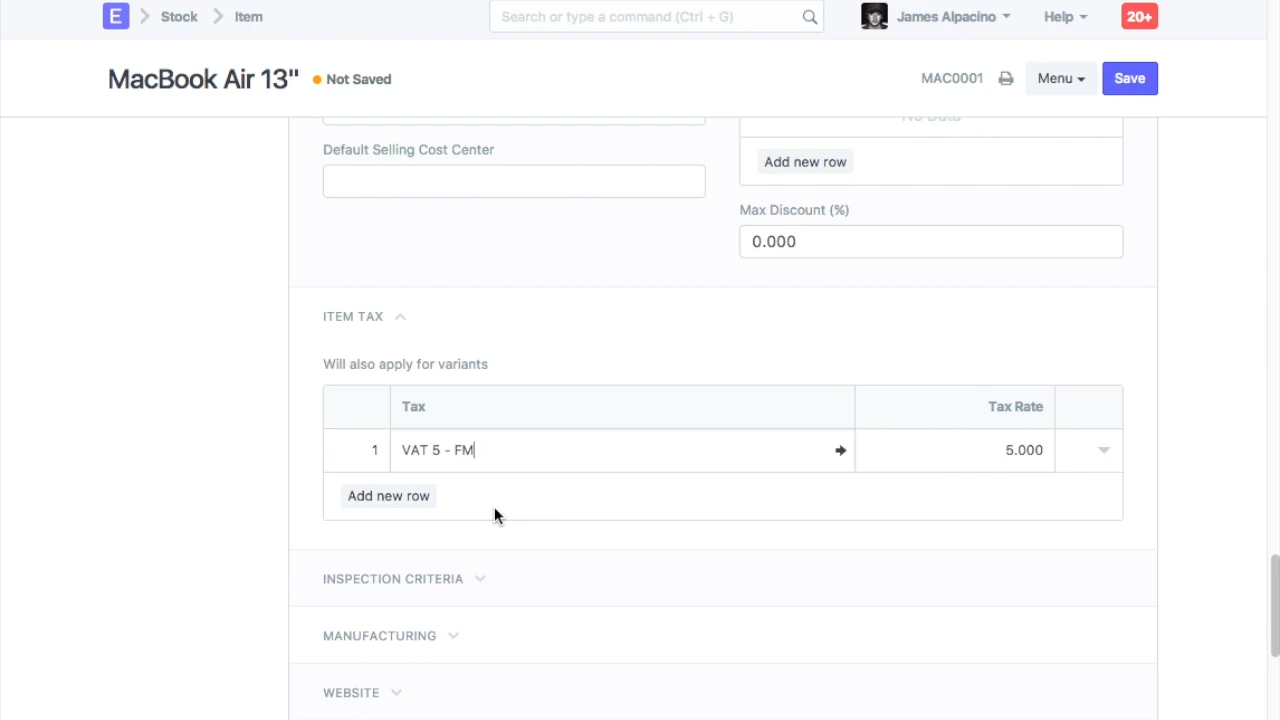 E Stock Item Search or type a command (Ctrl + G) James Alpacino Help 20+
MacBook Air 13" Not Saved MAC0001 Menu Save
No Data
Default Selling Cost Center
Add new row
Max Discount (%)
0.000
ITEM TAX
Will also apply for variants
Tax Tax Rate
1 VAT 5 - FM 5.000
Add new row
INSPECTION CRITERIA
MANUFACTURING
WEBSITE